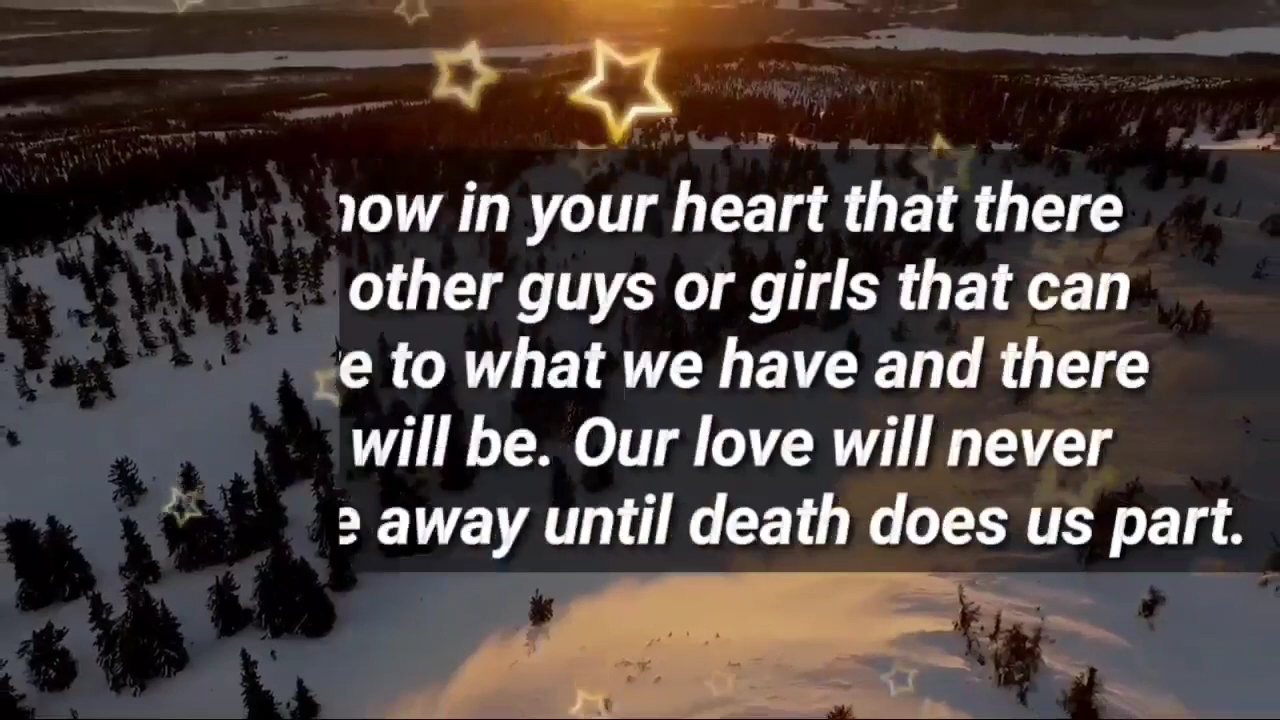 in your heart that there
other guys or girls that can
to what we have and there
will be. Our love will never
away until death does us part.